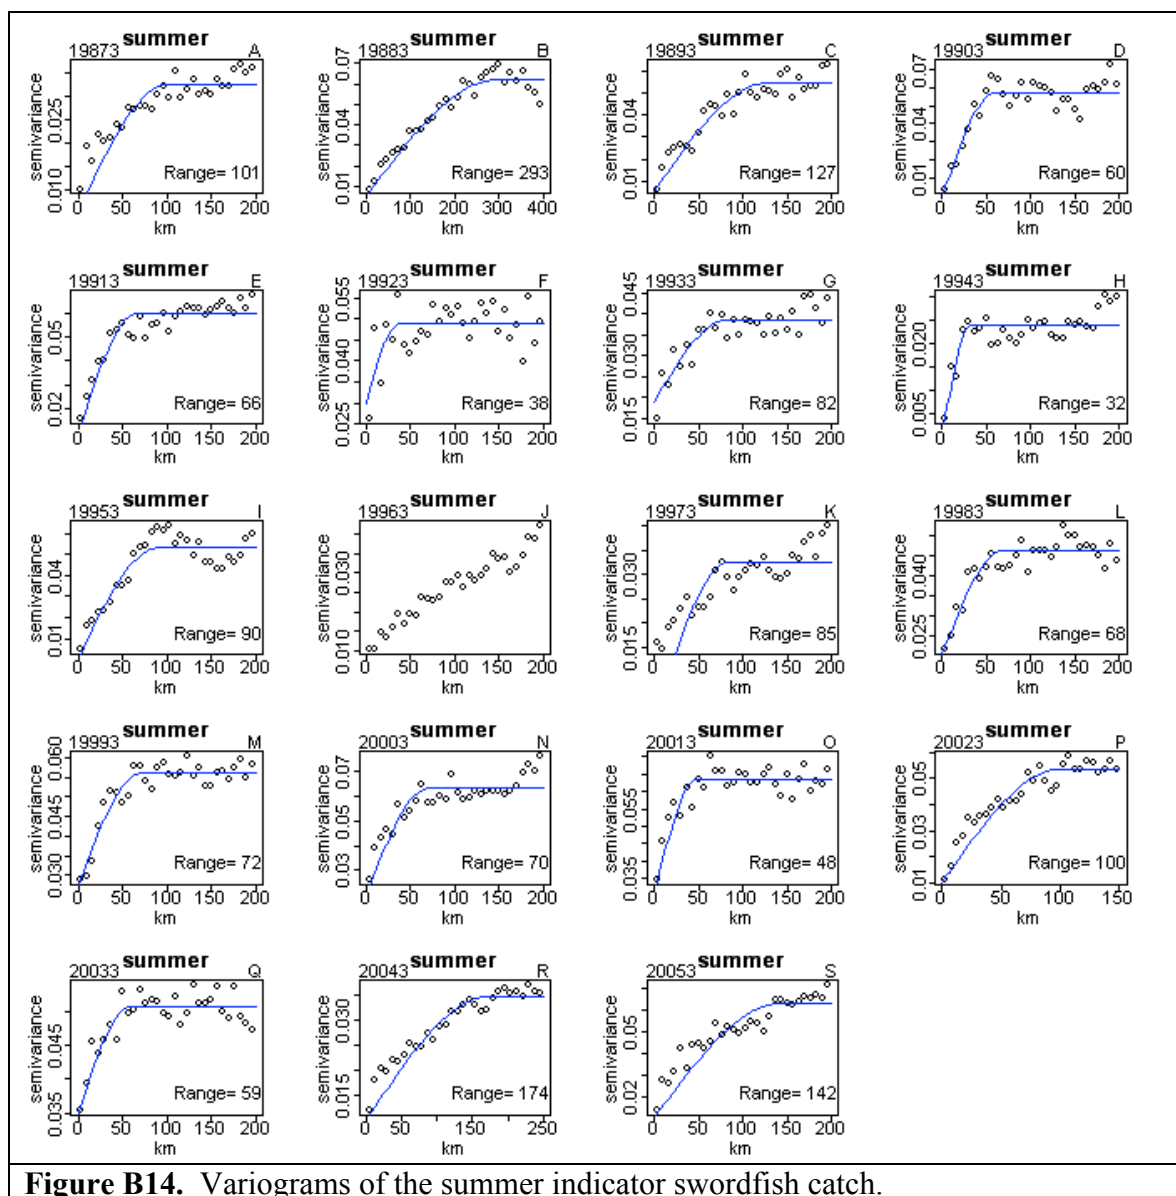 summer
19873 A
semivariance
0.010 0.025
Range= 101
0 50 100 150 200
km
summer
19883 B
semivariance
0.01 0.04 0.07
Range= 293
0 100 200 300 400
km
summer
19893 C
semivariance
0.01 0.04
Range= 127
0 50 100 150 200
km
summer
19903 D
semivariance
0.01 0.04 0.07
Range= 60
0 50 100 150 200
km
summer
19913 E
semivariance
0.02 0.05
Range= 66
0 50 100 150 200
km
summer
19923 F
semivariance
0.025 0.040 0.055
Range= 38
0 50 100 150 200
km
summer
19933 G
semivariance
0.015 0.030 0.045
Range= 82
0 50 100 150 200
km
summer
19943 H
semivariance
0.005 0.020
Range= 32
0 50 100 150 200
km
summer
19953 I
semivariance
0.01 0.04
Range= 90
0 50 100 150 200
km
summer
19963 J
semivariance
0.010 0.030
0 50 100 150 200
km
summer
19973 K
semivariance
0.015 0.030
Range= 85
0 50 100 150 200
km
summer
19983 L
semivariance
0.025 0.040
Range= 68
0 50 100 150 200
km
summer
19993 M
semivariance
0.030 0.045 0.060
Range= 72
0 50 100 150 200
km
summer
20003 N
semivariance
0.03 0.05 0.07
Range= 70
0 50 100 150 200
km
summer
20013 O
semivariance
0.035 0.055
Range= 48
0 50 100 150 200
km
summer
20023 P
semivariance
0.01 0.03 0.05
Range= 100
0 50 100 150
km
summer
20033 Q
semivariance
0.035 0.045
Range= 59
0 50 100 150 200
km
summer
20043 R
semivariance
0.015 0.030
Range= 174
0 50 150 250
km
summer
20053 S
semivariance
0.02 0.05
Range= 142
0 50 100 150 200
km
Figure B14. Variograms of the summer indicator swordfish catch.